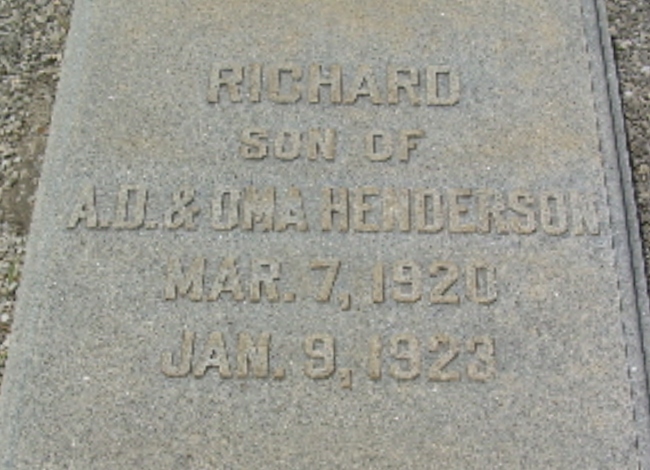 RICHARD
SON OF
A.D. & OMA HENDERSON
MAR. 7, 1920
JAN. 9, 1923